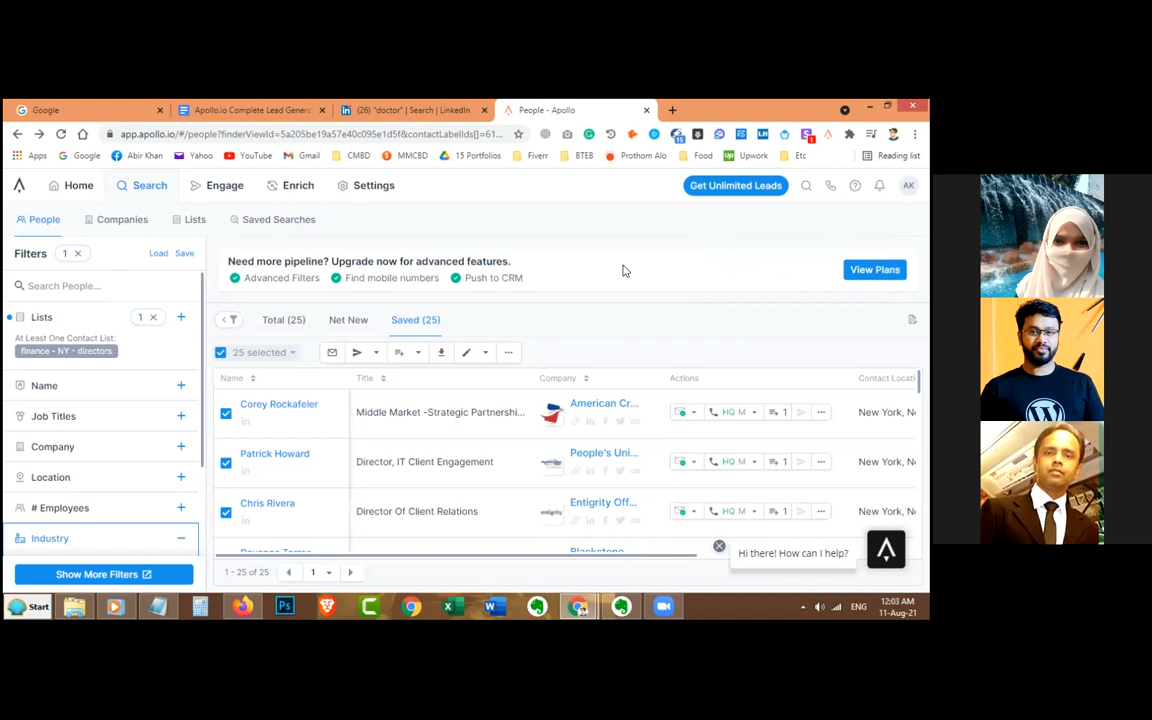 Google
Apollo.io Complete Lead Genera
(26) "doctor" | Search | LinkedIn
People - Apollo
app.apollo.io/#/people?finderViewId=5a205be19a57e40c095e1d5f&contactLabelIds[]=61...
Apps
Google
Abir Khan
Yahoo
YouTube
Gmail
CMBD
MMCBD
15 Portfolios
Fiverr
BTEB
Prothom Alo
Food
Upwork
Etc
Reading list
Home
Search
Engage
Enrich
Settings
Get Unlimited Leads
AK
People
Companies
Lists
Saved Searches
Filters
1
Load
Save
Need more pipeline? Upgrade now for advanced features.
Advanced Filters
Find mobile numbers
Push to CRM
View Plans
Search People...
Lists
1
At Least One Contact List:
finance - NY - directors
Name
Job Titles
Company
Location
# Employees
Industry
Show More Filters
Total (25)
Net New
Saved (25)
25 selected
Name
Title
Company
Actions
Contact Locati
Corey Rockafeler
Middle Market -Strategic Partnershi...
American Cr...
HQ M
1
New York, N
Patrick Howard
Director, IT Client Engagement
People's Uni...
HQ M
1
New York, N
Chris Rivera
Director Of Client Relations
Entigrity Off...
HQ M
1
New York, N
Blackstone
Hi there! How can I help?
1 - 25 of 25
1
Start
ENG
12:03 AM
11-Aug-21